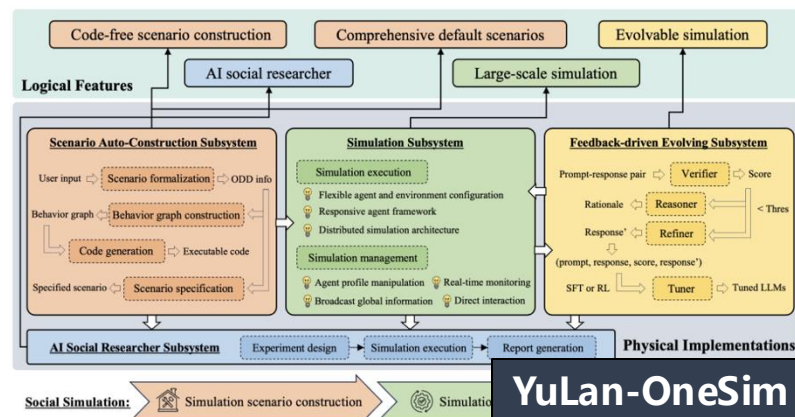 Code-free scenario construction
Comprehensive default scenarios
Evolvable simulation
AI social researcher
Large-scale simulation
Logical Features
Scenario Auto-Construction Subsystem
User input
Scenario formalization
ODD info
Behavior graph
Behavior graph construction
Code generation
Executable code
Specified scenario
Scenario specification
Simulation Subsystem
Simulation execution
Flexible agent and environment configuration
Responsive agent framework
Distributed simulation architecture
Simulation management
Agent profile manipulation
Real-time monitoring
Broadcast global information
Direct interaction
Feedback-driven Evolving Subsystem
Prompt-response pair
Verifier
Score
Rationale
Reasoner
< Thres
Response’
Refiner
(prompt, response, score, response’)
SFT or RL
Tuner
Tuned LLMs
AI Social Researcher Subsystem
Experiment design
Simulation execution
Report generation
Physical Implementations
Social Simulation:
Simulation scenario construction
Simulation
YuLan-OneSim